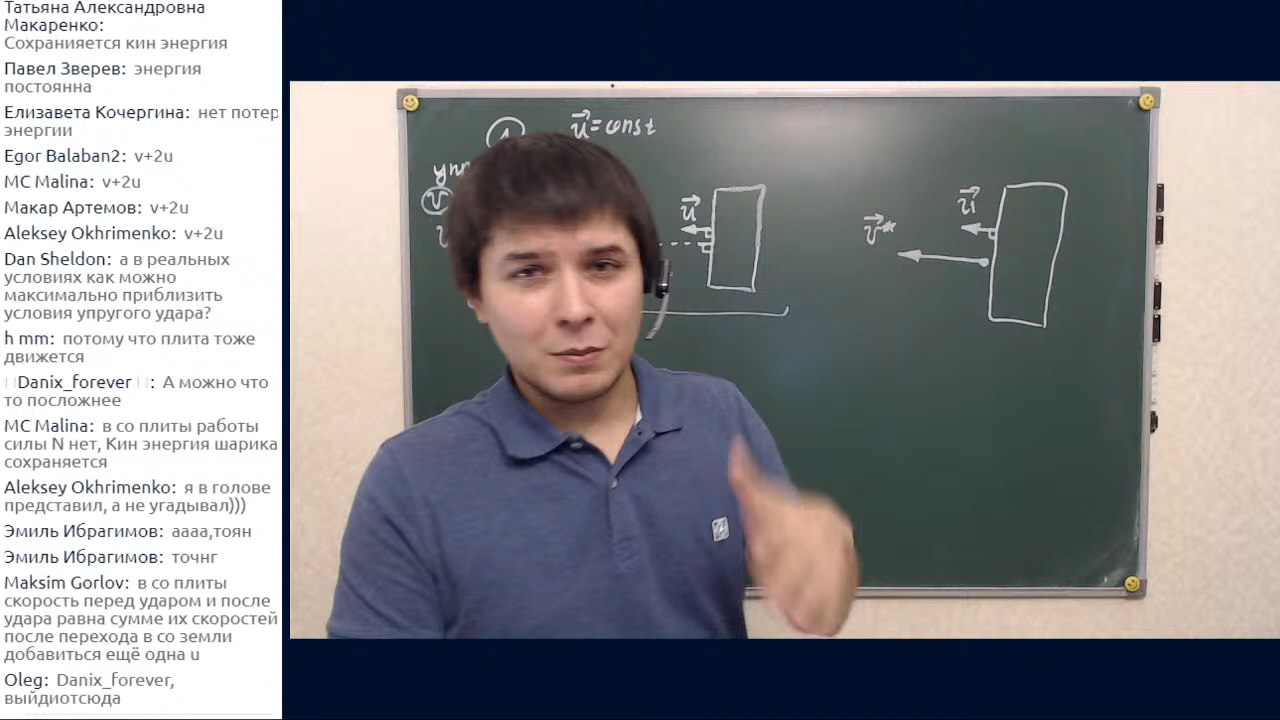 Татьяна Александровна
Макаренко:
Сохранияется кин энергия
Павел Зверев: энергия
постоянна
Елизавета Кочергина: нет потер
энергии
Egor Balaban2: v+2u
MC Malina: v+2u
Макар Артемов: v+2u
Aleksey Okhrimenko: v+2u
Dan Sheldon: а в реальных
условиях как можно
максимально приблизить
условия упругого удара?
h mm: потому что плита тоже
движется
Danix_forever : А можно что
то посложнее
MC Malina: в со плиты работы
силы N нет, Кин энергия шарика
сохраняется
Aleksey Okhrimenko: я в голове
представил, а не угадывал)))
Эмиль Ибрагимов: аааа,тоян
Эмиль Ибрагимов: точнг
Maksim Gorlov: в со плиты
скорость перед ударом и после
удара равна сумме их скоростей
после перехода в со земли
добавиться ещё одна u
Oleg: Danix_forever,
выйдиотсюда
u⃗ = const
упр
v
u⃗
v⃗*
u⃗